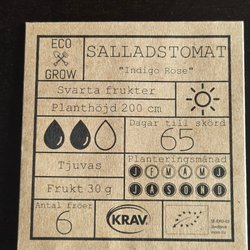 ECO
GROW
SALLADSTOMAT
"Indigo Rose"
Svarta frukter
Planthöjd 200 cm
Dagar till skörd
65
Tjuvas
Planteringsmånad
J F M A M J
J A S O N D
Frukt 30 g
Antal fröer
6
KRAV